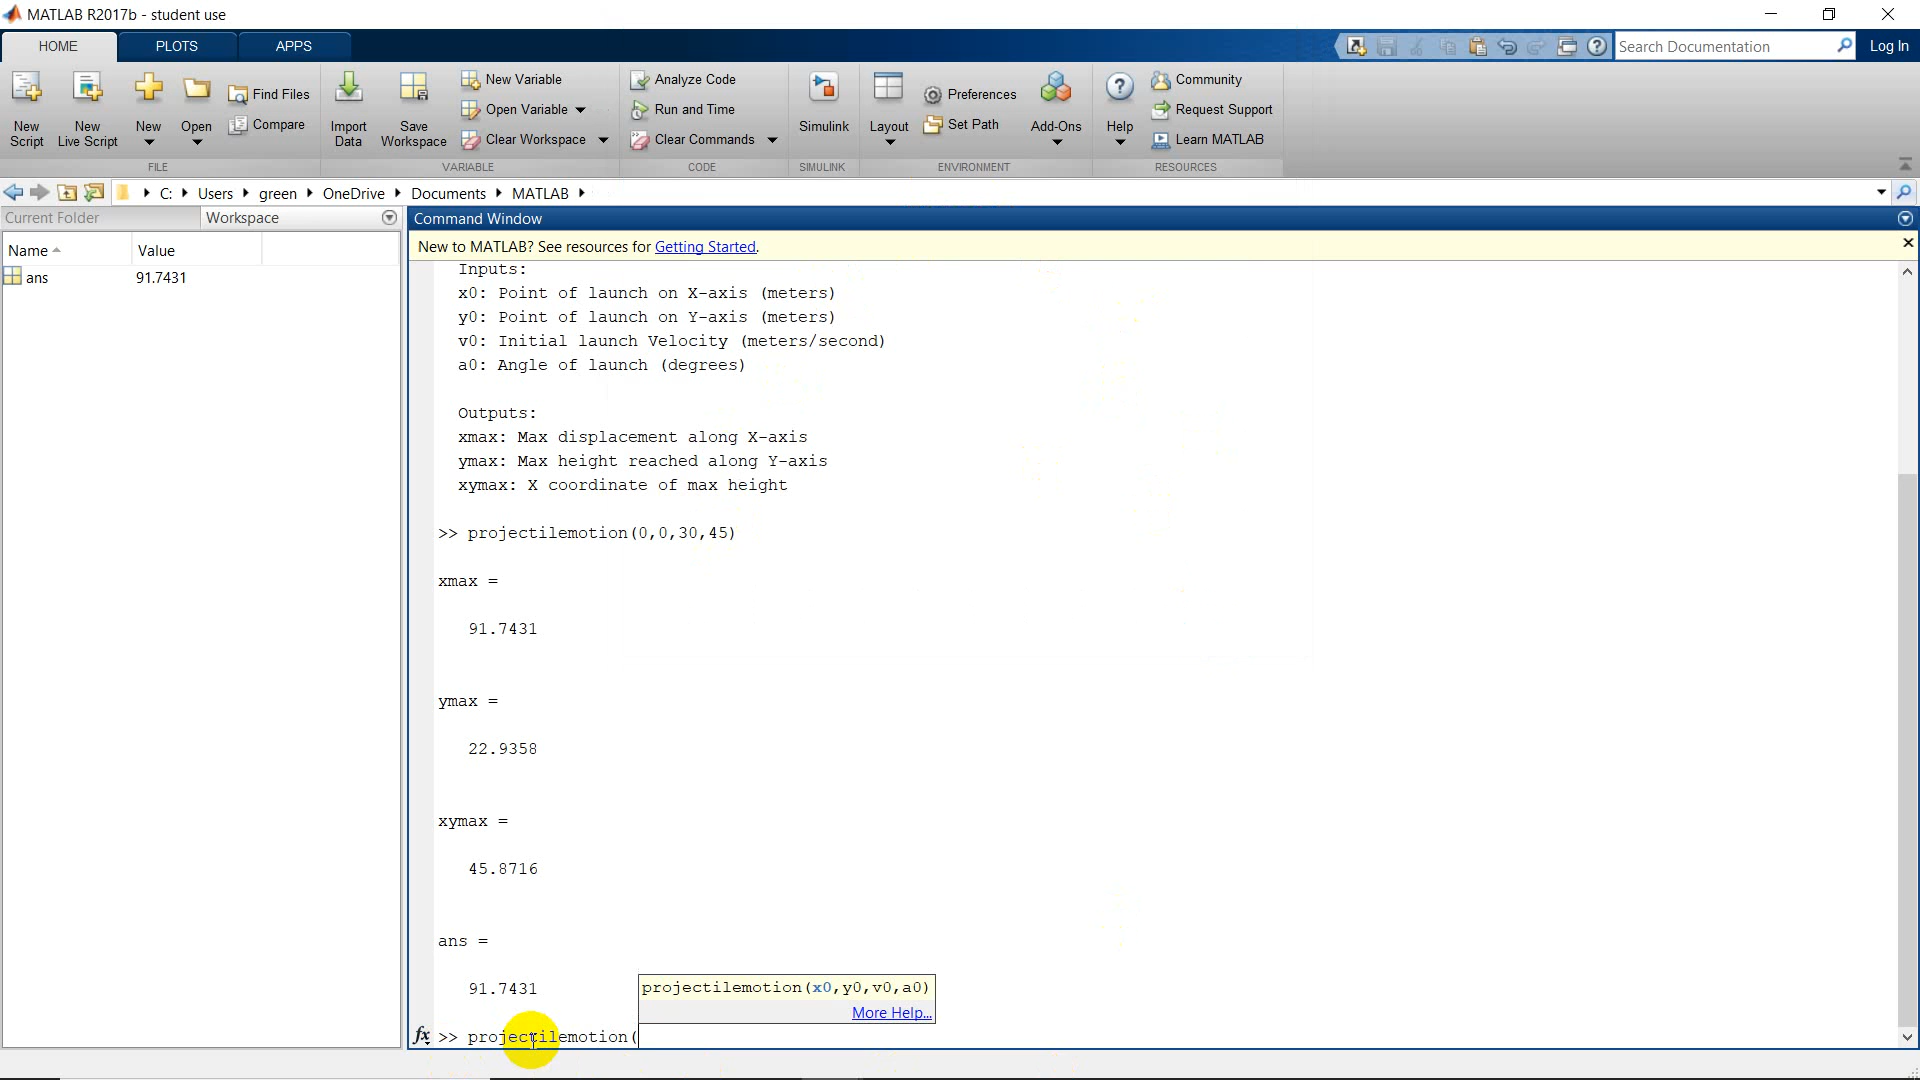 MATLAB R2017b - student use
HOME PLOTS APPS
Search Documentation Log In
New Script
New Live Script
New
Open
Find Files
Compare
FILE
Import Data
Save Workspace
New Variable
Open Variable
Clear Workspace
VARIABLE
Analyze Code
Run and Time
Clear Commands
CODE
Simulink
SIMULINK
Layout
Preferences
Set Path
Add-Ons
ENVIRONMENT
Help
Community
Request Support
Learn MATLAB
RESOURCES
C: Users green OneDrive Documents MATLAB
Current Folder
Workspace
Name Value
ans 91.7431
Command Window
New to MATLAB? See resources for Getting Started.
Inputs:
x0: Point of launch on X-axis (meters)
y0: Point of launch on Y-axis (meters)
v0: Initial launch Velocity (meters/second)
a0: Angle of launch (degrees)
Outputs:
xmax: Max displacement along X-axis
ymax: Max height reached along Y-axis
xymax: X coordinate of max height
>> projectilemotion(0,0,30,45)
xmax =
91.7431
ymax =
22.9358
xymax =
45.8716
ans =
91.7431
projectilemotion(x0,y0,v0,a0)
More Help...
fx >> projectilemotion(